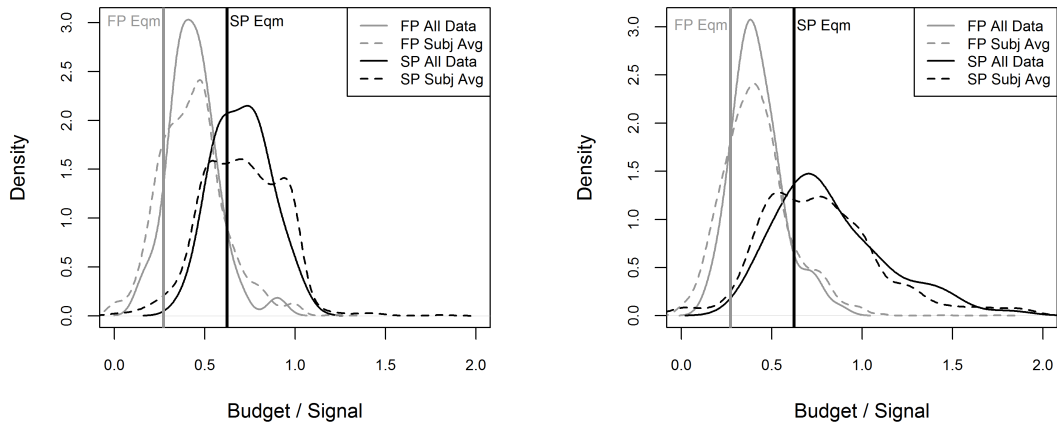 FP Eqm
SP Eqm
FP All Data
FP Subj Avg
SP All Data
SP Subj Avg
Density
0.0
0.5
1.0
1.5
2.0
2.5
3.0
0.0 0.5 1.0 1.5 2.0
Budget / Signal
FP Eqm
SP Eqm
FP All Data
FP Subj Avg
SP All Data
SP Subj Avg
Density
0.0
0.5
1.0
1.5
2.0
2.5
3.0
0.0 0.5 1.0 1.5 2.0
Budget / Signal